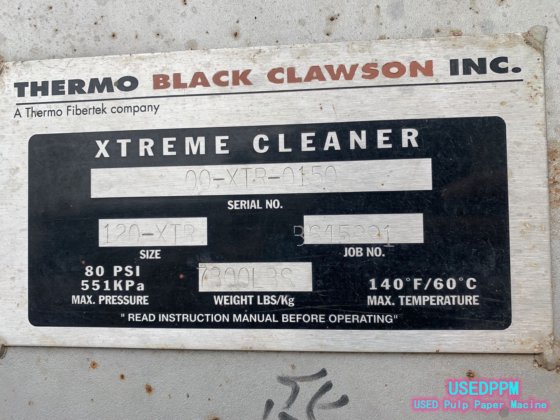 THERMO BLACK CLAWSON INC.
A Thermo Fibertek company
XTREME CLEANER
00-XTR-0150
SERIAL NO.
120-XTR
SIZE
JOB NO.
80 PSI
551KPa
MAX. PRESSURE
WEIGHT LBS/Kg
140°F/60°C
MAX. TEMPERATURE
"READ INSTRUCTION MANUAL BEFORE OPERATING"
USEDPPM
USED Pulp Paper Macine